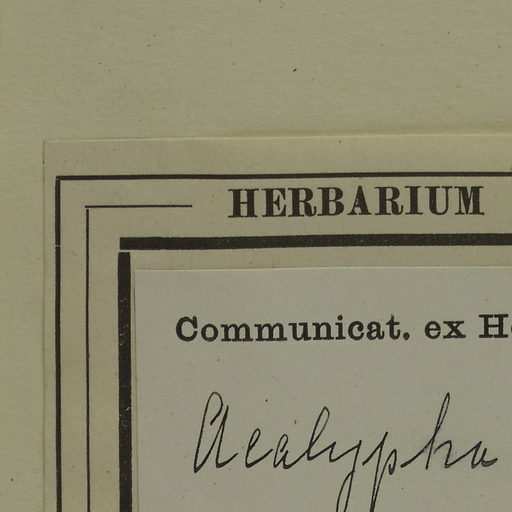 HERBARIUM
Communicat. ex H
Acalypha